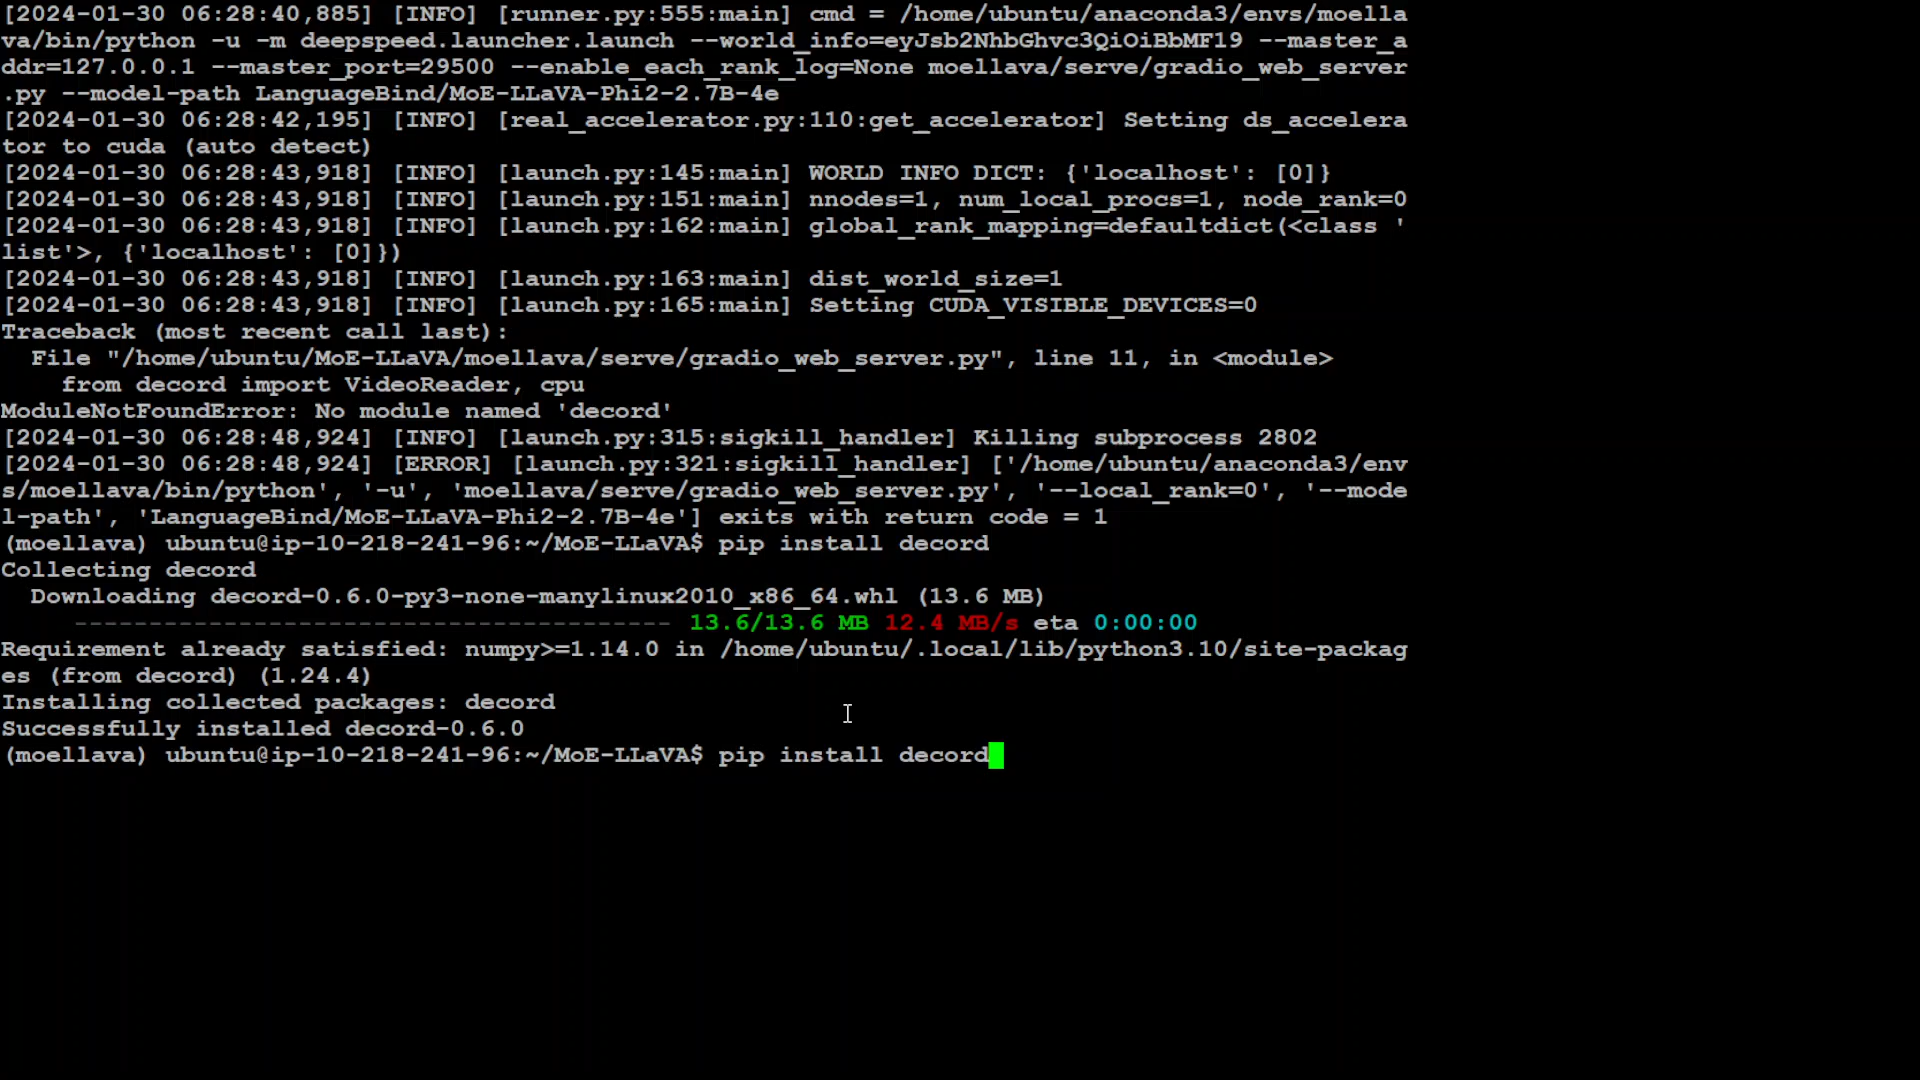 [2024-01-30 06:28:40,885] [INFO] [runner.py:555:main] cmd = /home/ubuntu/anaconda3/envs/moella
va/bin/python -u -m deepspeed.launcher.launch --world_info=eyJsb2NhbGhvc3QiOiBbMF19 --master_a
ddr=127.0.0.1 --master_port=29500 --enable_each_rank_log=None moellava/serve/gradio_web_server
.py --model-path LanguageBind/MoE-LLaVA-Phi2-2.7B-4e
[2024-01-30 06:28:42,195] [INFO] [real_accelerator.py:110:get_accelerator] Setting ds_accelera
tor to cuda (auto detect)
[2024-01-30 06:28:43,918] [INFO] [launch.py:145:main] WORLD INFO DICT: {'localhost': [0]}
[2024-01-30 06:28:43,918] [INFO] [launch.py:151:main] nnodes=1, num_local_procs=1, node_rank=0
[2024-01-30 06:28:43,918] [INFO] [launch.py:162:main] global_rank_mapping=defaultdict(<class '
list'>, {'localhost': [0]})
[2024-01-30 06:28:43,918] [INFO] [launch.py:163:main] dist_world_size=1
[2024-01-30 06:28:43,918] [INFO] [launch.py:165:main] Setting CUDA_VISIBLE_DEVICES=0
Traceback (most recent call last):
  File "/home/ubuntu/MoE-LLaVA/moellava/serve/gradio_web_server.py", line 11, in <module>
    from decord import VideoReader, cpu
ModuleNotFoundError: No module named 'decord'
[2024-01-30 06:28:48,924] [INFO] [launch.py:315:sigkill_handler] Killing subprocess 2802
[2024-01-30 06:28:48,924] [ERROR] [launch.py:321:sigkill_handler] ['/home/ubuntu/anaconda3/env
s/moellava/bin/python', '-u', 'moellava/serve/gradio_web_server.py', '--local_rank=0', '--mode
l-path', 'LanguageBind/MoE-LLaVA-Phi2-2.7B-4e'] exits with return code = 1
(moellava) ubuntu@ip-10-218-241-96:~/MoE-LLaVA$ pip install decord
Collecting decord
  Downloading decord-0.6.0-py3-none-manylinux2010_x86_64.whl (13.6 MB)
     ---------------------------------------- 13.6/13.6 MB 12.4 MB/s eta 0:00:00
Requirement already satisfied: numpy>=1.14.0 in /home/ubuntu/.local/lib/python3.10/site-packag
es (from decord) (1.24.4)
Installing collected packages: decord
Successfully installed decord-0.6.0
(moellava) ubuntu@ip-10-218-241-96:~/MoE-LLaVA$ pip install decord